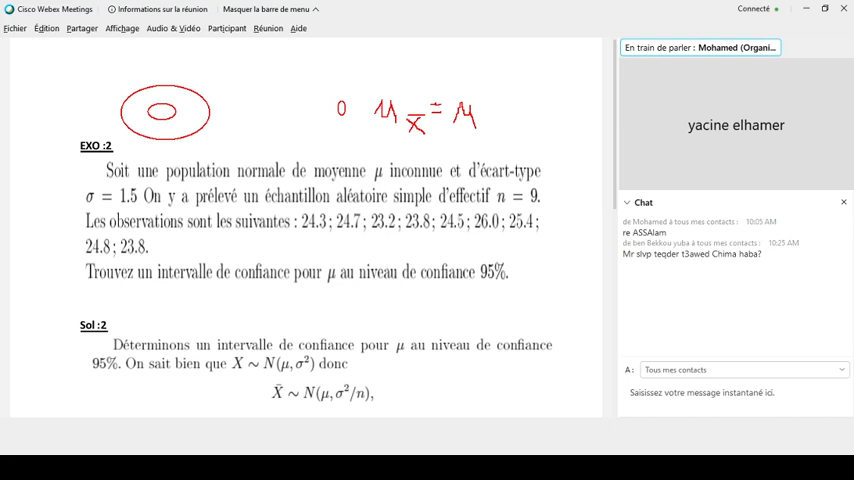 Cisco Webex Meetings Informations sur la réunion Masquer la barre de menu Connecté
Fichier Édition Partager Affichage Audio & Vidéo Participant Réunion Aide
0 μ X̄ = μ
EXO :2
Soit une population normale de moyenne μ inconnue et d'écart-type
σ = 1.5 On y a prélevé un échantillon aléatoire simple d'effectif n = 9.
Les observations sont les suivantes : 24.3 ; 24.7 ; 23.2 ; 23.8 ; 24.5 ; 26.0 ; 25.4 ;
24.8 ; 23.8.
Trouvez un intervalle de confiance pour μ au niveau de confiance 95%.
Sol :2
Déterminons un intervalle de confiance pour μ au niveau de confiance
95%. On sait bien que X ∼ N(μ, σ²) donc
X̄ ∼ N(μ, σ²/n),
En train de parler : Mohamed (Organi...
yacine elhamer
Chat
de Mohamed à tous mes contacts : 10:05 AM
re ASSAlam
de ben Bekkou yuba à tous mes contacts : 10:25 AM
Mr slvp teqder t3awed Chima haba?
A : Tous mes contacts
Saisissez votre message instantané ici.